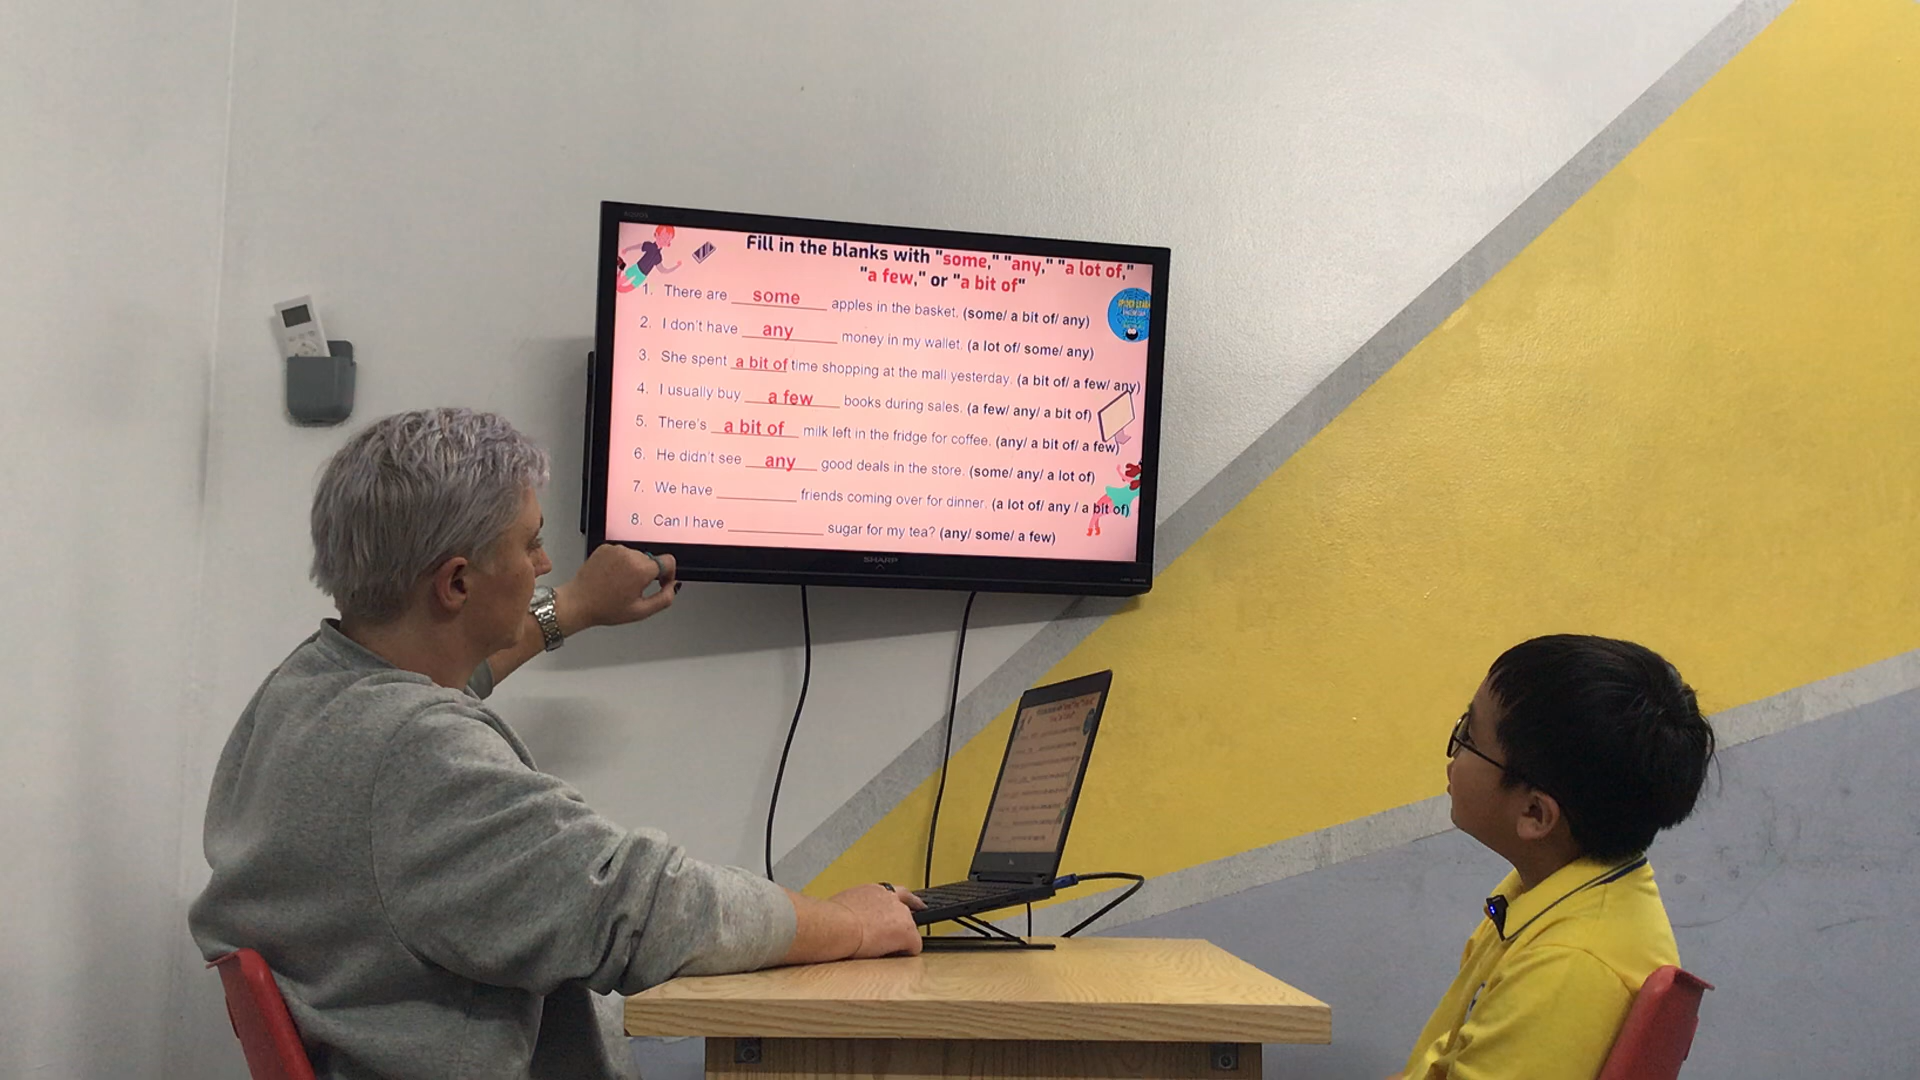 Fill in the blanks with "some," "any," "a lot of,"
"a few," or "a bit of"
1. There are some apples in the basket. (some/ a bit of/ any)
2. I don't have any money in my wallet. (a lot of/ some/ any)
3. She spent a bit of time shopping at the mall yesterday. (a bit of/ a few/ any)
4. I usually buy a few books during sales. (a few/ any/ a bit of)
5. There's a bit of milk left in the fridge for coffee. (any/ a bit of/ a few)
6. He didn't see any good deals in the store. (some/ any/ a lot of)
7. We have __________ friends coming over for dinner. (a lot of/ any / a bit of)
8. Can I have ____________ sugar for my tea? (any/ some/ a few)
SHARP